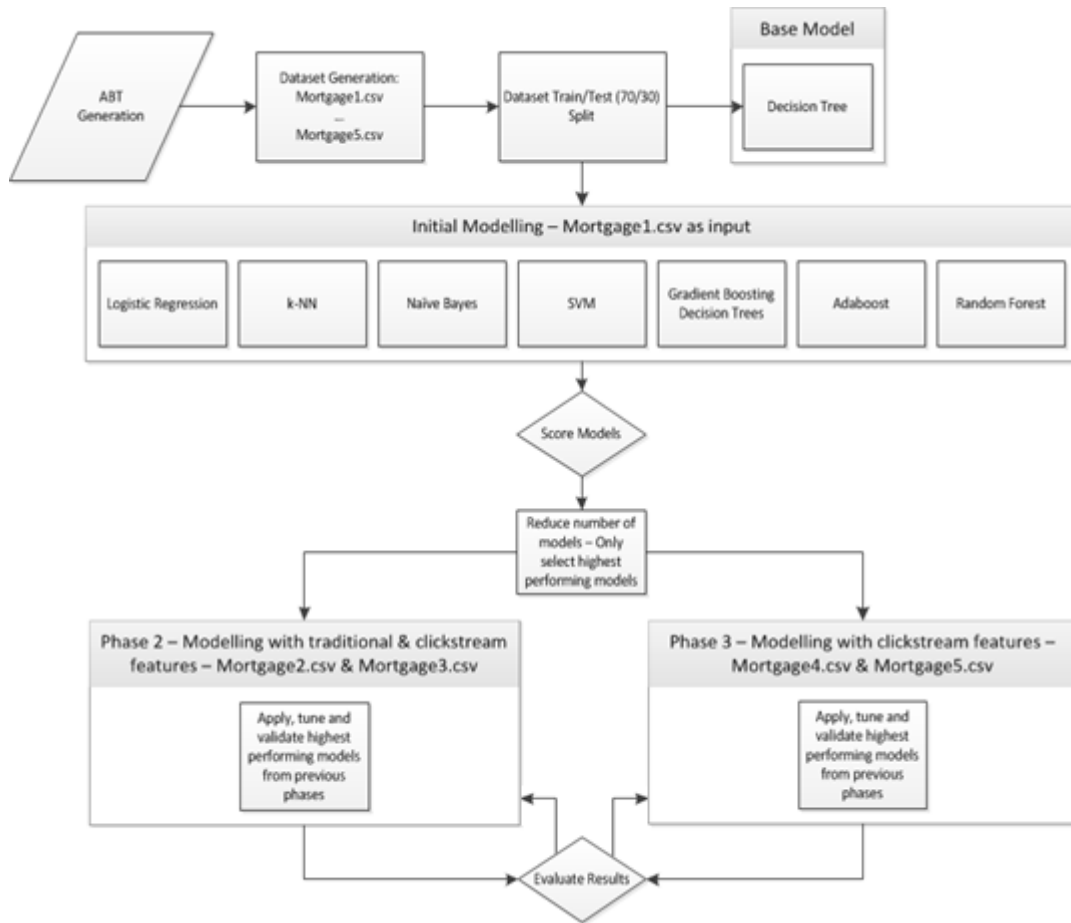 ABT
Generation
Dataset Generation:
Mortgage1.csv
...
Mortgage5.csv
Dataset Train/Test (70/30)
Split
Base Model
Decision Tree
Initial Modelling – Mortgage1.csv as input
Logistic Regression
k-NN
Naïve Bayes
SVM
Gradient Boosting
Decision Trees
Adaboost
Random Forest
Score Models
Reduce number of
models – Only
select highest
performing models
Phase 2 – Modelling with traditional & clickstream
features – Mortgage2.csv & Mortgage3.csv
Apply, tune and
validate highest
performing models
from previous
phases
Phase 3 – Modelling with clickstream features –
Mortgage4.csv & Mortgage5.csv
Apply, tune and
validate highest
performing models
from previous
phases
Evaluate Results